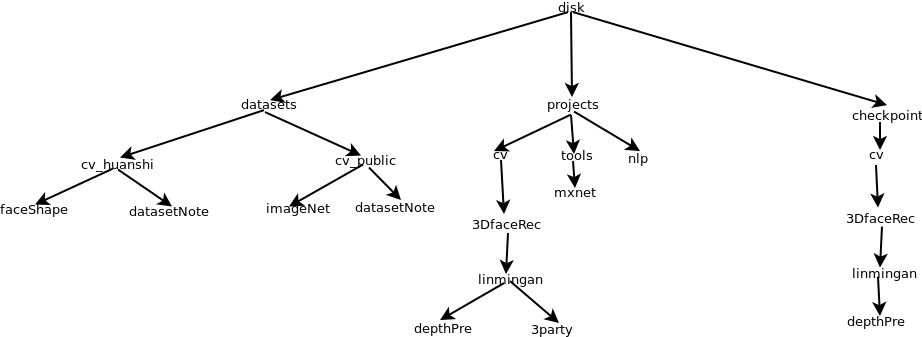 disk
datasets
projects
checkpoint
cv_huanshi
cv_public
cv
tools
nlp
cv
faceShape
datasetNote
imageNet
datasetNote
mxnet
3DfaceRec
3DfaceRec
linmingan
linmingan
depthPre
3party
depthPre